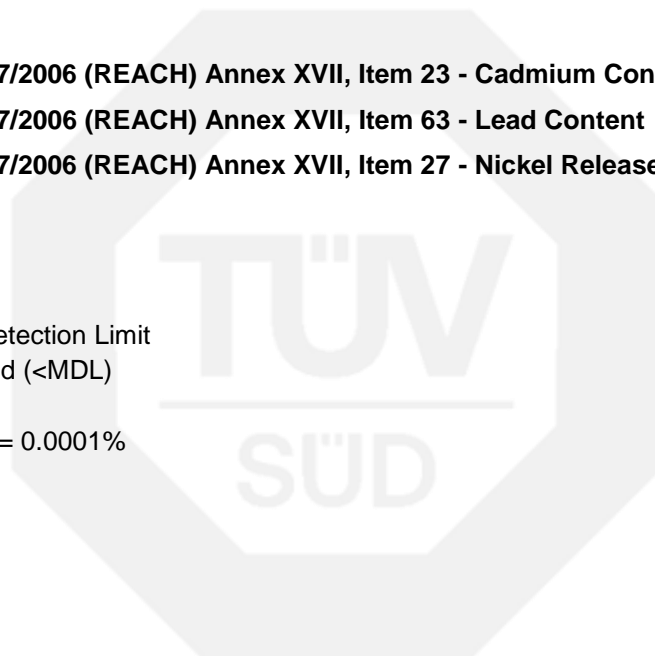 7/2006 (REACH) Annex XVII, Item 23 - Cadmium Con
7/2006 (REACH) Annex XVII, Item 63 - Lead Content
7/2006 (REACH) Annex XVII, Item 27 - Nickel Release
TÜV
SÜD
etection Limit
d (<MDL)
= 0.0001%